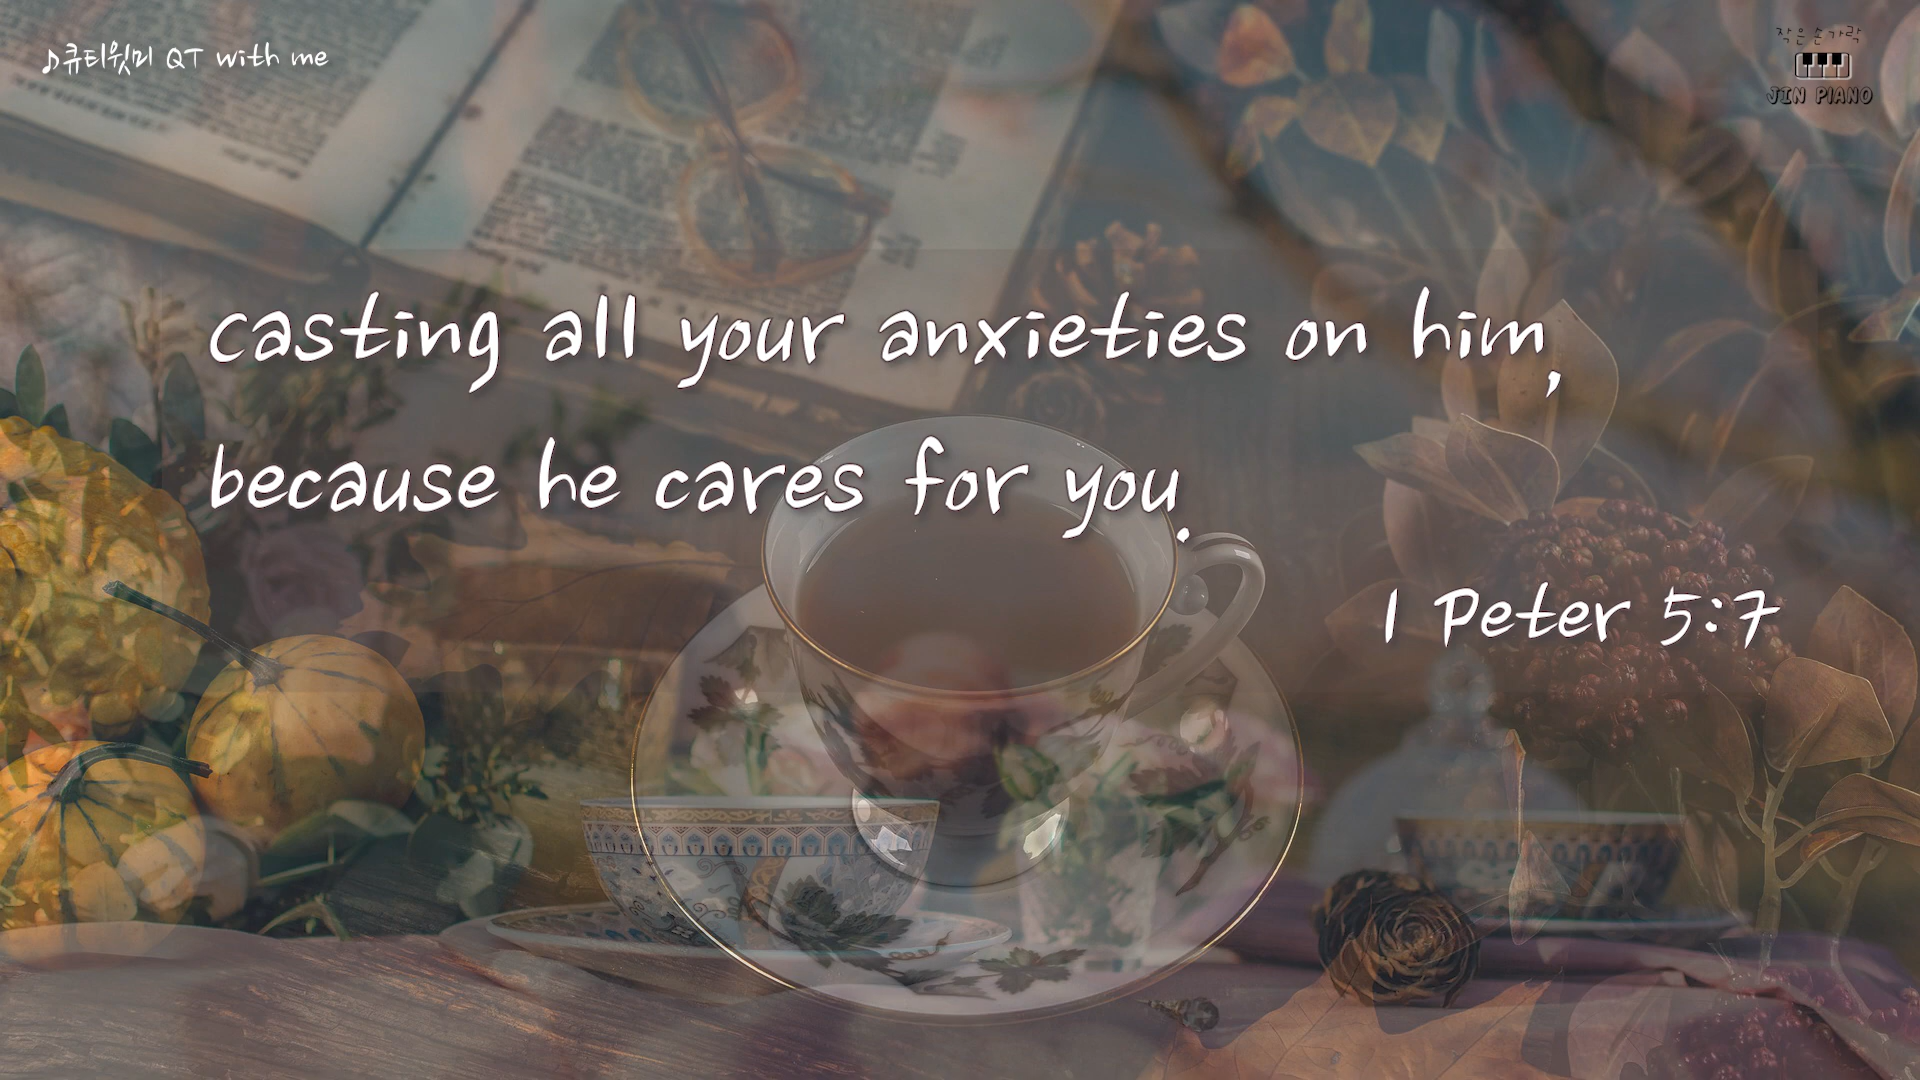 ♪큐티윗미 QT with me
작은손가락
JIN PIANO
casting all your anxieties on him,
because he cares for you.
1 Peter 5:7